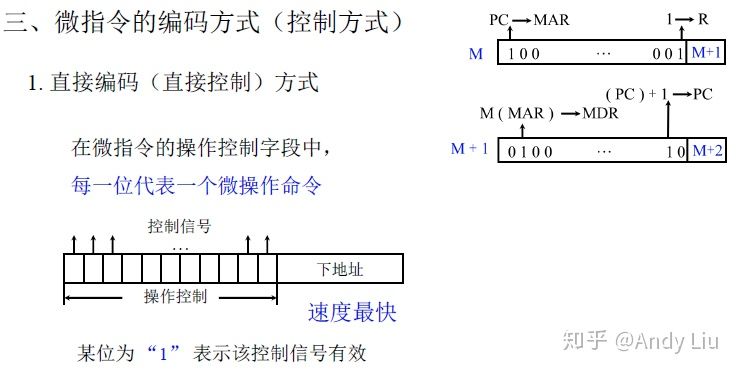 三、微指令的编码方式（控制方式）
1. 直接编码（直接控制）方式
在微指令的操作控制字段中，
每一位代表一个微操作命令
控制信号
…
下地址
操作控制
速度最快
某位为 “1” 表示该控制信号有效
PC → MAR 1 → R
M 1 0 0 … 0 0 1 M+1
( PC ) + 1 → PC
M ( MAR ) → MDR
M + 1 0 1 0 0 … 1 0 M+2
知乎 @Andy Liu